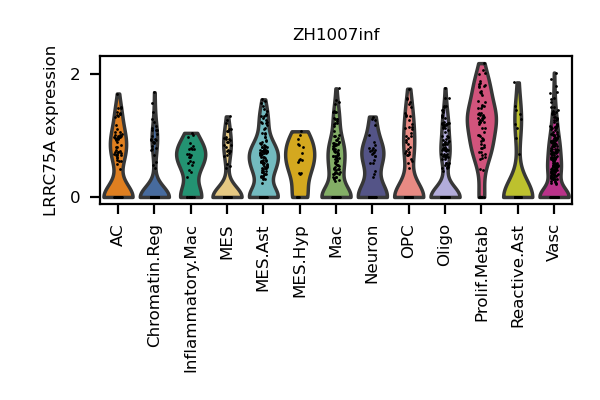 ZH1007inf
LRRC75A expression
2
0
AC
Chromatin.Reg
Inflammatory.Mac
MES
MES.Ast
MES.Hyp
Mac
Neuron
OPC
Oligo
Prolif.Metab
Reactive.Ast
Vasc